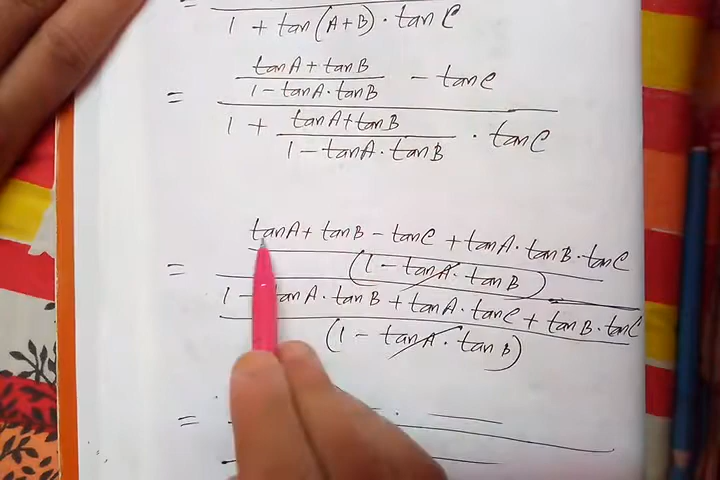 =
1 + tan(A+B) · tanC
tanA + tanB
1 - tanA · tanB
- tanC
=
1 + tanA + tanB
1 - tanA · tanB
· tanC
tanA + tanB - tanC + tanA · tanB · tanC
(1 - tanA · tanB)
=
1 - tanA · tanB + tanA · tanC + tanB · tanC
(1 - tanA · tanB)
=